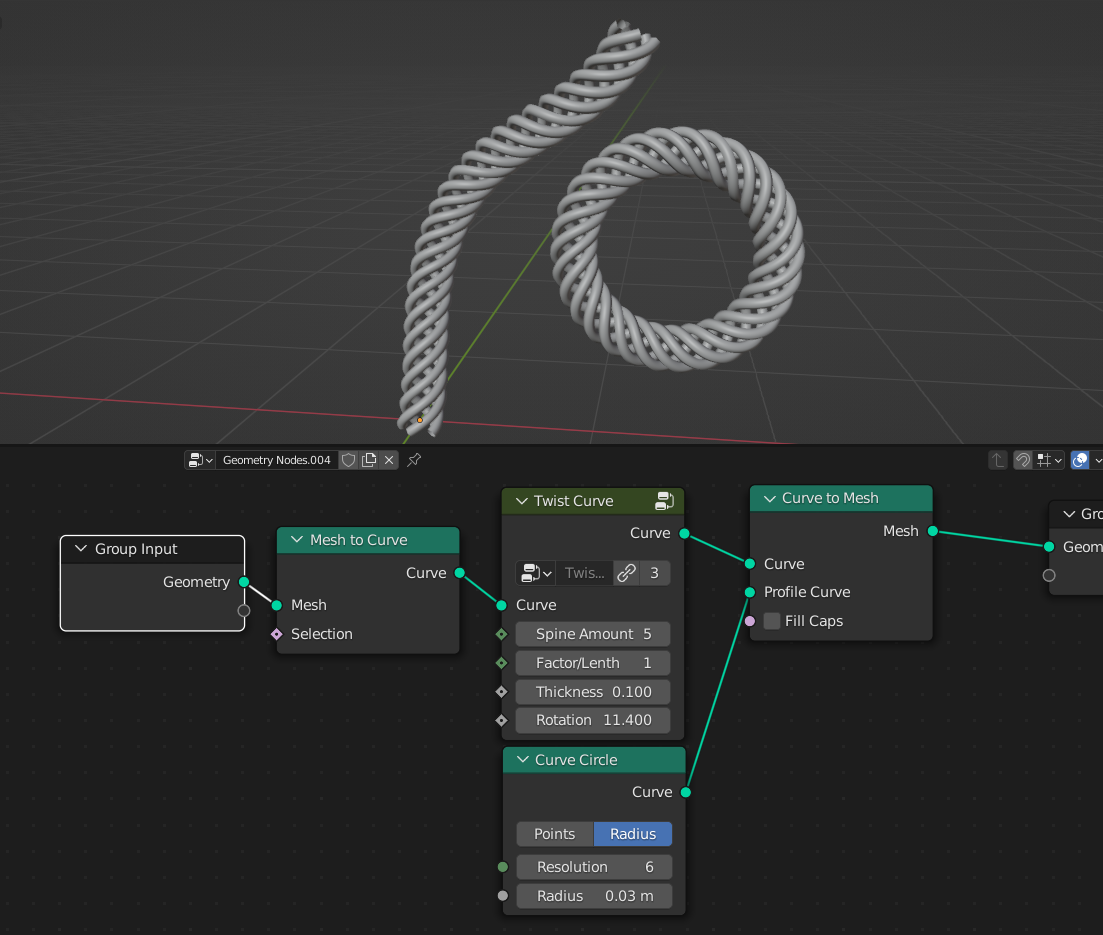 Geometry Nodes.004
Group Input
Geometry
Mesh to Curve
Curve
Mesh
Selection
Twist Curve
Curve
Twis... 3
Curve
Spine Amount 5
Factor/Lenth 1
Thickness 0.100
Rotation 11.400
Curve Circle
Curve
Points Radius
Resolution 6
Radius 0.03 m
Curve to Mesh
Mesh
Curve
Profile Curve
Fill Caps
Gro
Geom